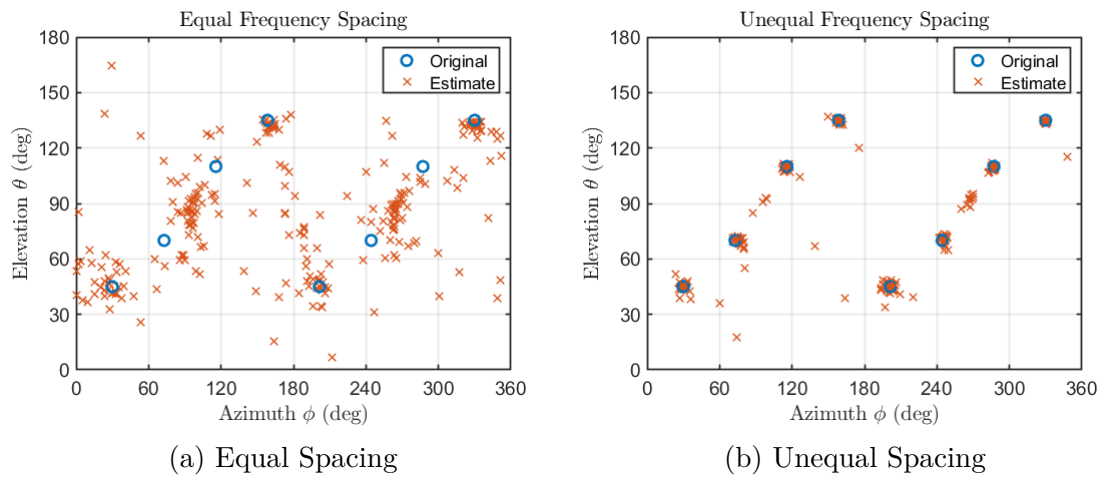 Equal Frequency Spacing
180
150
120
90
60
30
0
0 60 120 180 240 300 360
Elevation θ (deg)
Azimuth ϕ (deg)
Original
Estimate
(a) Equal Spacing
Unequal Frequency Spacing
180
150
120
90
60
30
0
0 60 120 180 240 300 360
Elevation θ (deg)
Azimuth ϕ (deg)
Original
Estimate
(b) Unequal Spacing